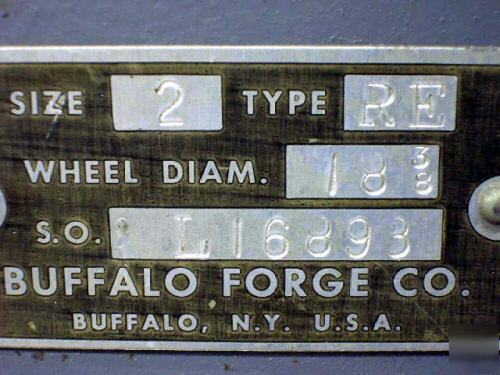 SIZE 2 TYPE RE
WHEEL DIAM. 18 3/8
S.O. L16893
BUFFALO FORGE CO.
BUFFALO, N.Y. U.S.A.